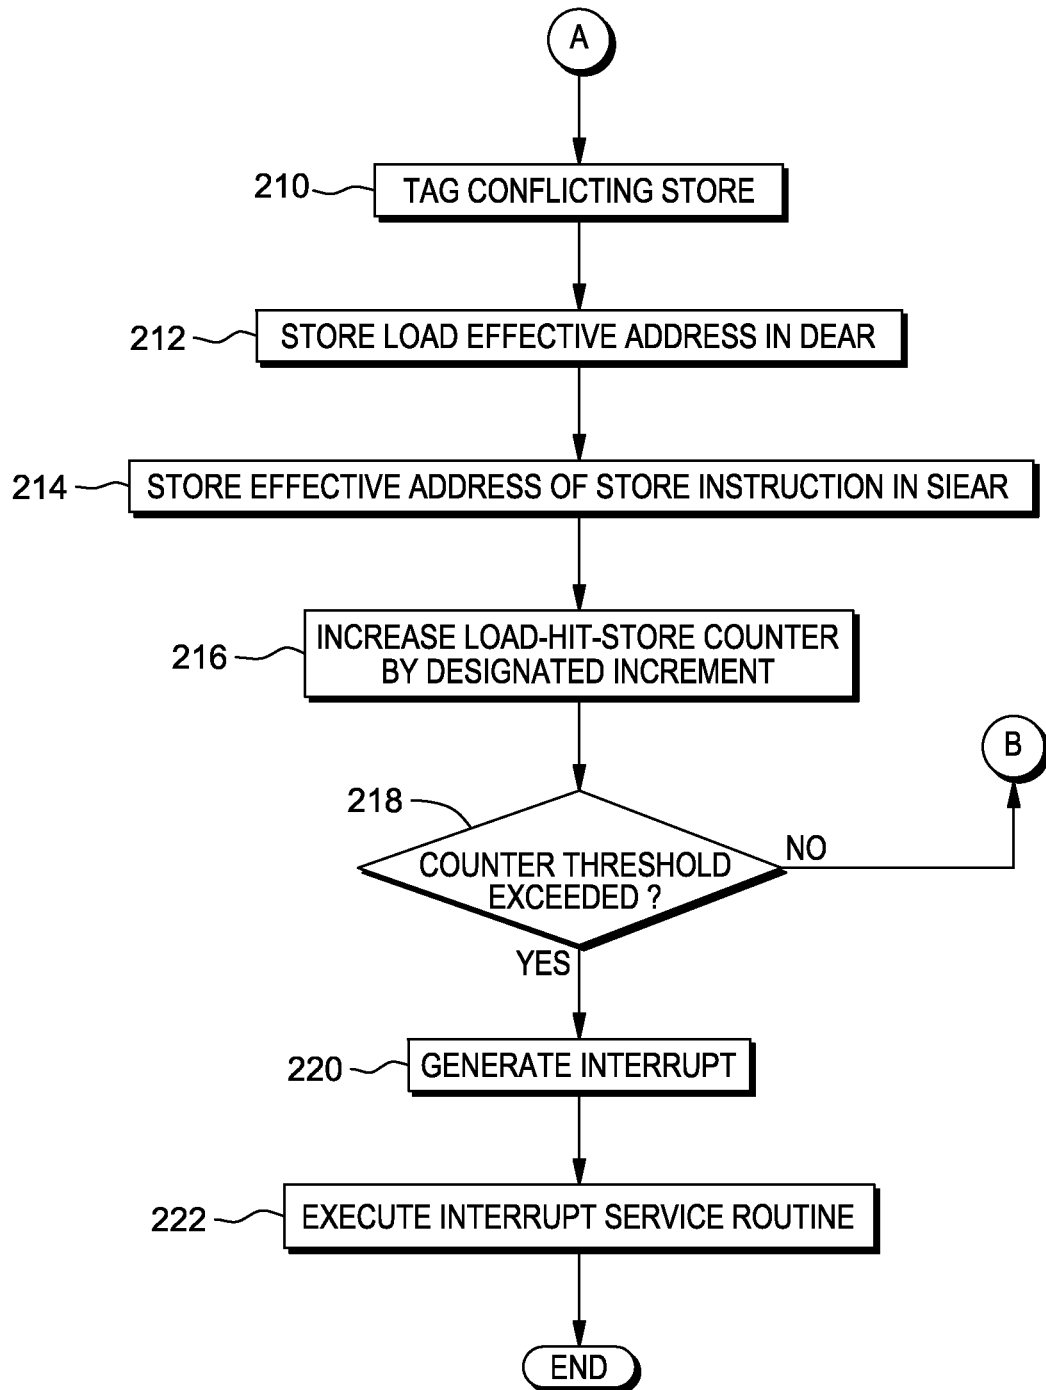 A
210
TAG CONFLICTING STORE
212
STORE LOAD EFFECTIVE ADDRESS IN DEAR
214
STORE EFFECTIVE ADDRESS OF STORE INSTRUCTION IN SIEAR
216
INCREASE LOAD-HIT-STORE COUNTER
BY DESIGNATED INCREMENT
B
218
COUNTER THRESHOLD
EXCEEDED ?
NO
YES
220
GENERATE INTERRUPT
222
EXECUTE INTERRUPT SERVICE ROUTINE
END